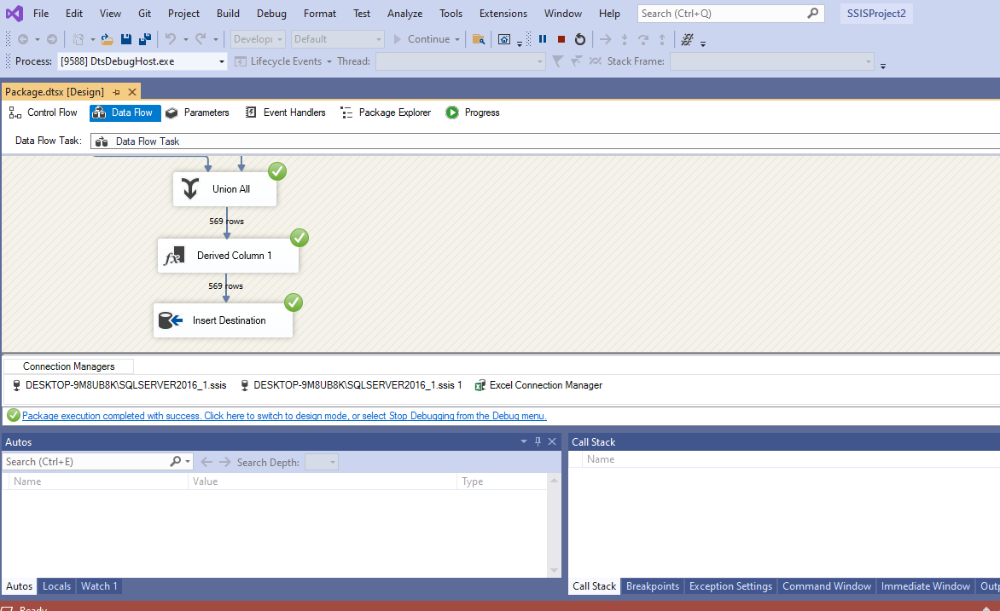 File Edit View Git Project Build Debug Format Test Analyze Tools Extensions Window Help Search (Ctrl+Q) SSISProject2
Develop Default Continue
Process: [9588] DtsDebugHost.exe Lifecycle Events Thread: Stack Frame:
Package.dtsx [Design]
Control Flow Data Flow Parameters Event Handlers Package Explorer Progress
Data Flow Task: Data Flow Task
Union All
569 rows
fx Derived Column 1
569 rows
Insert Destination
Connection Managers
DESKTOP-9M8UB8K\SQLSERVER2016_1.ssis DESKTOP-9M8UB8K\SQLSERVER2016_1.ssis 1 Excel Connection Manager
Package execution completed with success. Click here to switch to design mode, or select Stop Debugging from the Debug menu.
Autos Call Stack
Search (Ctrl+E) Search Depth: Name
Name Value Type
Autos Locals Watch 1 Call Stack Breakpoints Exception Settings Command Window Immediate Window Outp
Ready